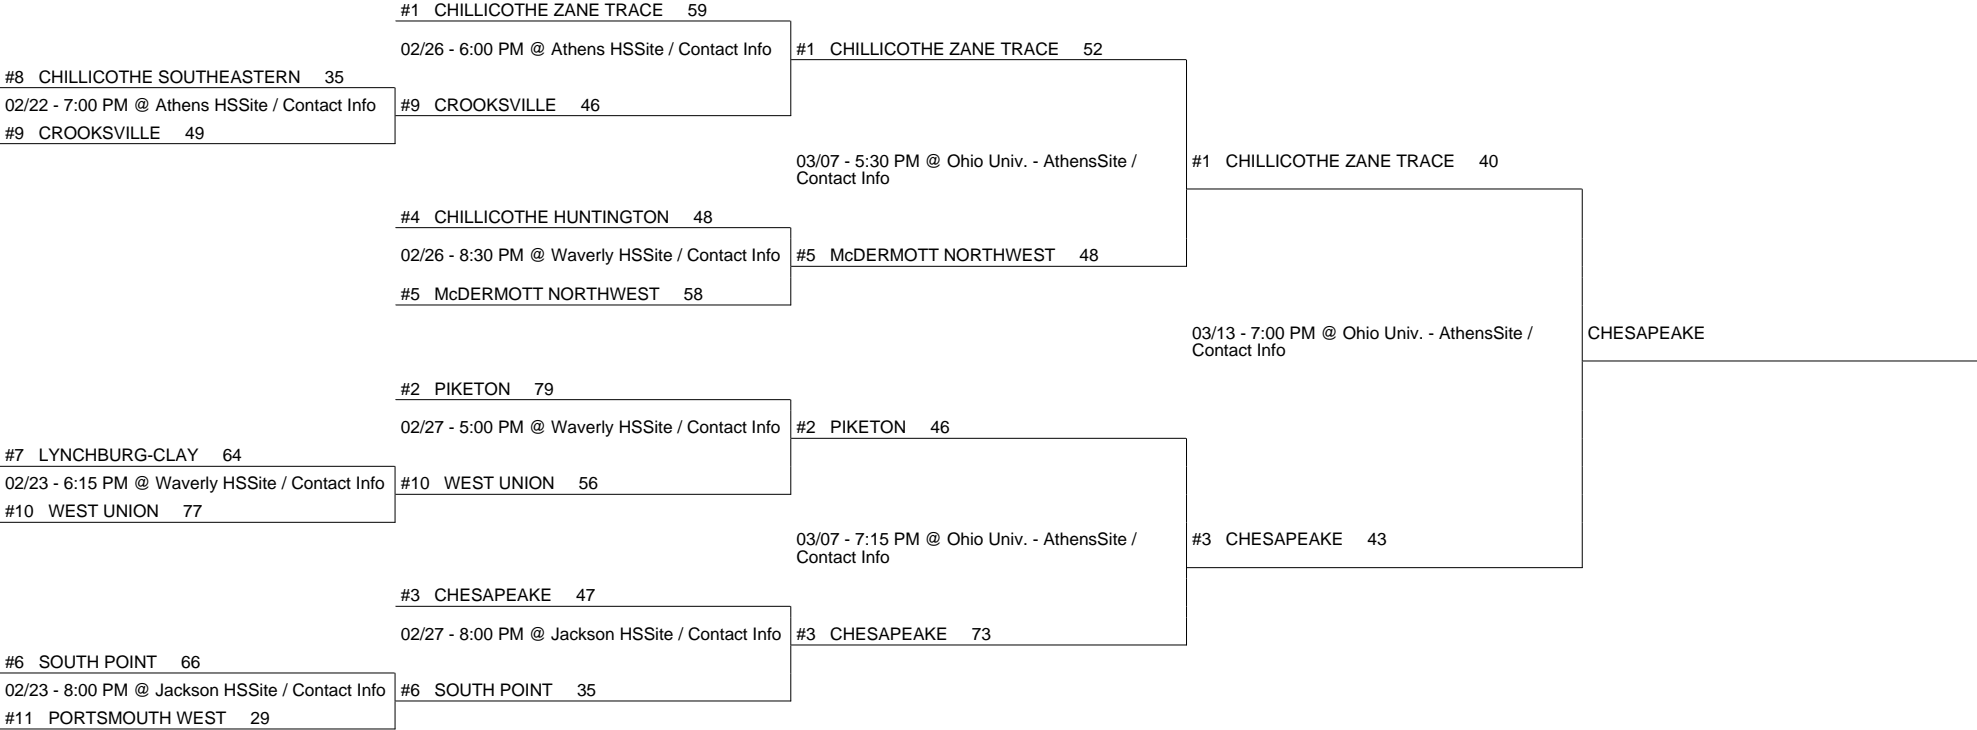 #1 CHILLICOTHE ZANE TRACE 59
02/26 - 6:00 PM @ Athens HSSite / Contact Info
#1 CHILLICOTHE ZANE TRACE 52
#8 CHILLICOTHE SOUTHEASTERN 35
02/22 - 7:00 PM @ Athens HSSite / Contact Info
#9 CROOKSVILLE 46
#9 CROOKSVILLE 49
03/07 - 5:30 PM @ Ohio Univ. - AthensSite /
Contact Info
#1 CHILLICOTHE ZANE TRACE 40
#4 CHILLICOTHE HUNTINGTON 48
02/26 - 8:30 PM @ Waverly HSSite / Contact Info
#5 McDERMOTT NORTHWEST 48
#5 McDERMOTT NORTHWEST 58
03/13 - 7:00 PM @ Ohio Univ. - AthensSite /
Contact Info
CHESAPEAKE
#2 PIKETON 79
02/27 - 5:00 PM @ Waverly HSSite / Contact Info
#2 PIKETON 46
#7 LYNCHBURG-CLAY 64
02/23 - 6:15 PM @ Waverly HSSite / Contact Info
#10 WEST UNION 56
#10 WEST UNION 77
03/07 - 7:15 PM @ Ohio Univ. - AthensSite /
Contact Info
#3 CHESAPEAKE 43
#3 CHESAPEAKE 47
02/27 - 8:00 PM @ Jackson HSSite / Contact Info
#3 CHESAPEAKE 73
#6 SOUTH POINT 66
02/23 - 8:00 PM @ Jackson HSSite / Contact Info
#6 SOUTH POINT 35
#11 PORTSMOUTH WEST 29